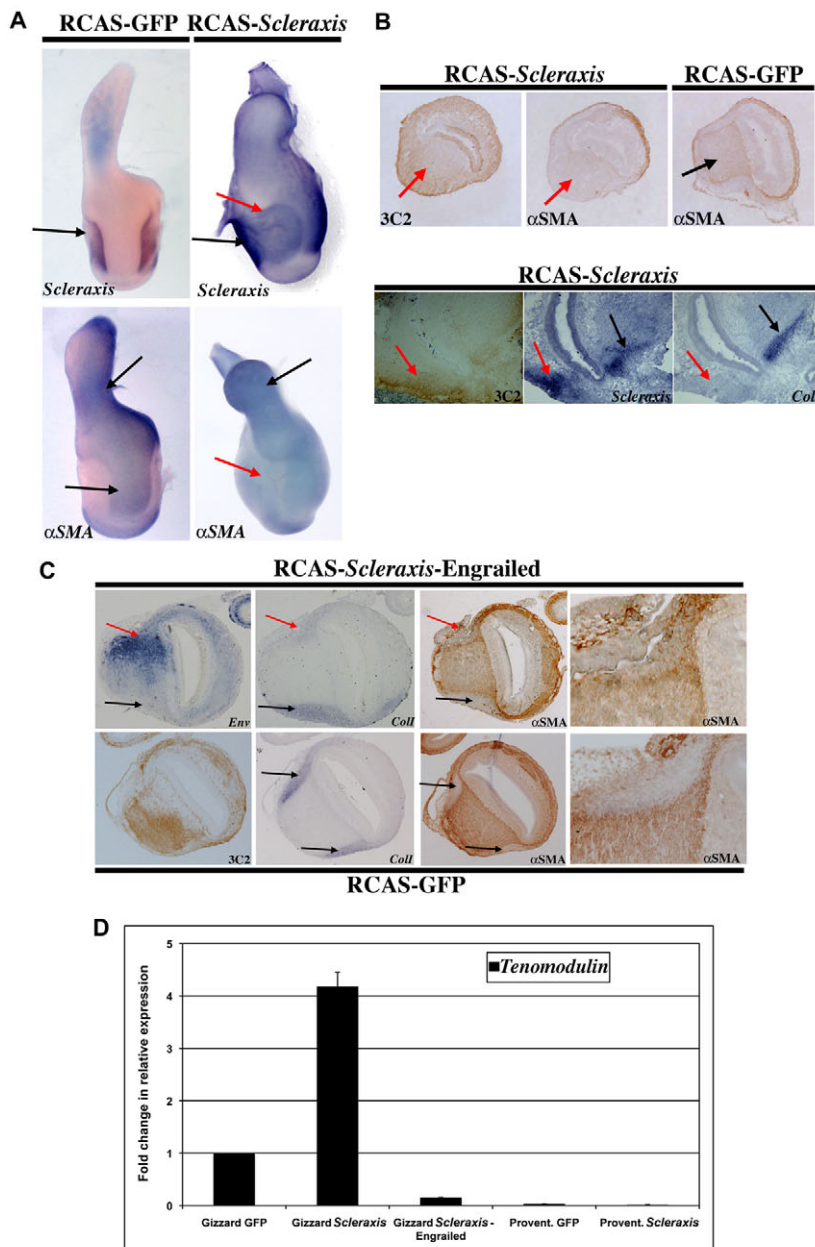 A
RCAS-GFP RCAS-Scleraxis
Scleraxis
Scleraxis
αSMA
αSMA
B
RCAS-Scleraxis
RCAS-GFP
3C2
αSMA
αSMA
RCAS-Scleraxis
3C2
Scleraxis
Col
C
RCAS-Scleraxis-Engrailed
Env
ColI
αSMA
αSMA
3C2
ColI
αSMA
αSMA
RCAS-GFP
D
Tenomodulin
Fold change in relative expression
5
4
3
2
1
0
Gizzard GFP
Gizzard Scleraxis
Gizzard Scleraxis -
Engrailed
Provent. GFP
Provent. Scleraxis